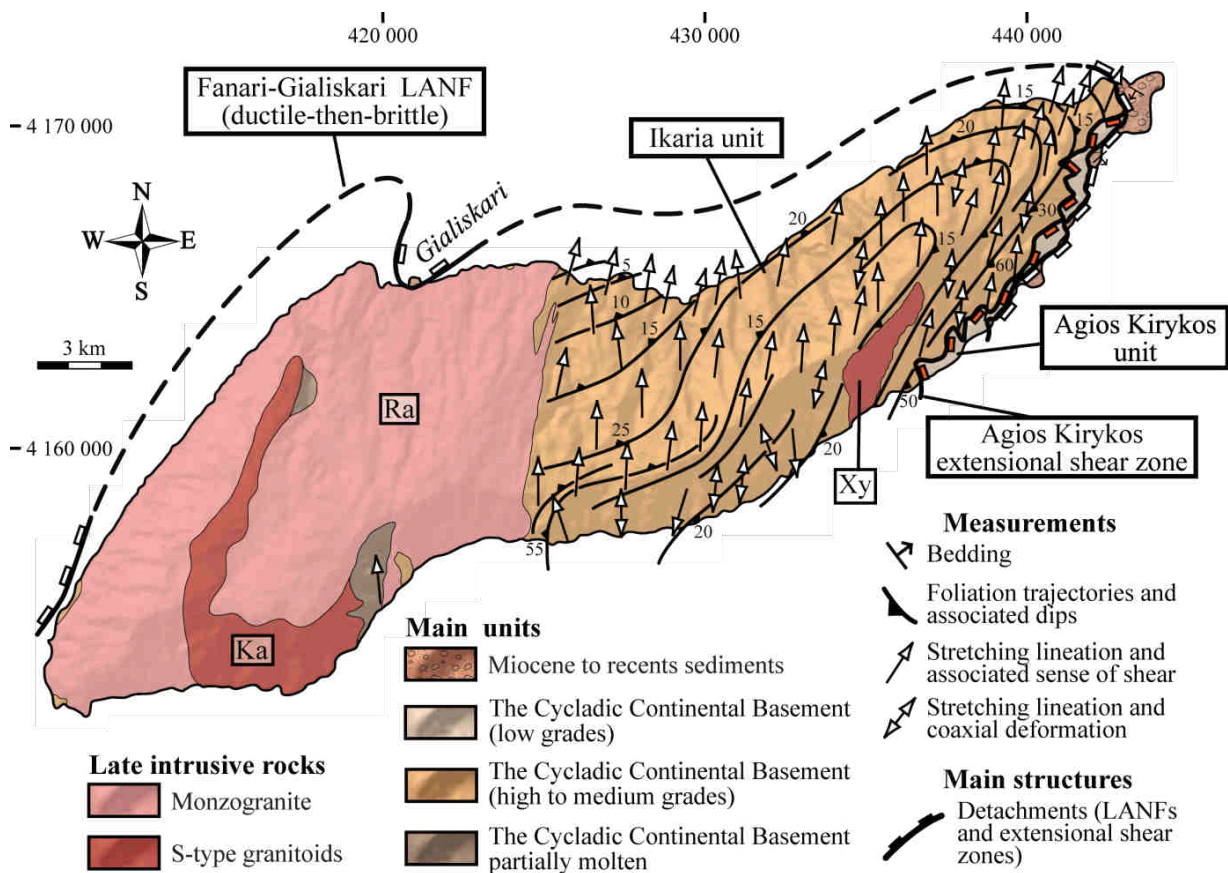 420 000
430 000
440 000
4 170 000
4 160 000
Fanari-Gialiskari LANF
(ductile-then-brittle)
Ikaria unit
Gialiskari
N
W
E
S
3 km
Ra
Ka
Xy
Agios Kirykos
unit
Agios Kirykos
extensional shear zone
15
20
15
20
30
15
60
5
10
15
15
25
20
50
20
55
Measurements
Bedding
Foliation trajectories and
associated dips
Stretching lineation and
associated sense of shear
Stretching lineation and
coaxial deformation
Main structures
Detachments (LANFs
and extensional shear
zones)
Main units
Miocene to recents sediments
The Cycladic Continental Basement
(low grades)
The Cycladic Continental Basement
(high to medium grades)
The Cycladic Continental Basement
partially molten
Late intrusive rocks
Monzogranite
S-type granitoids